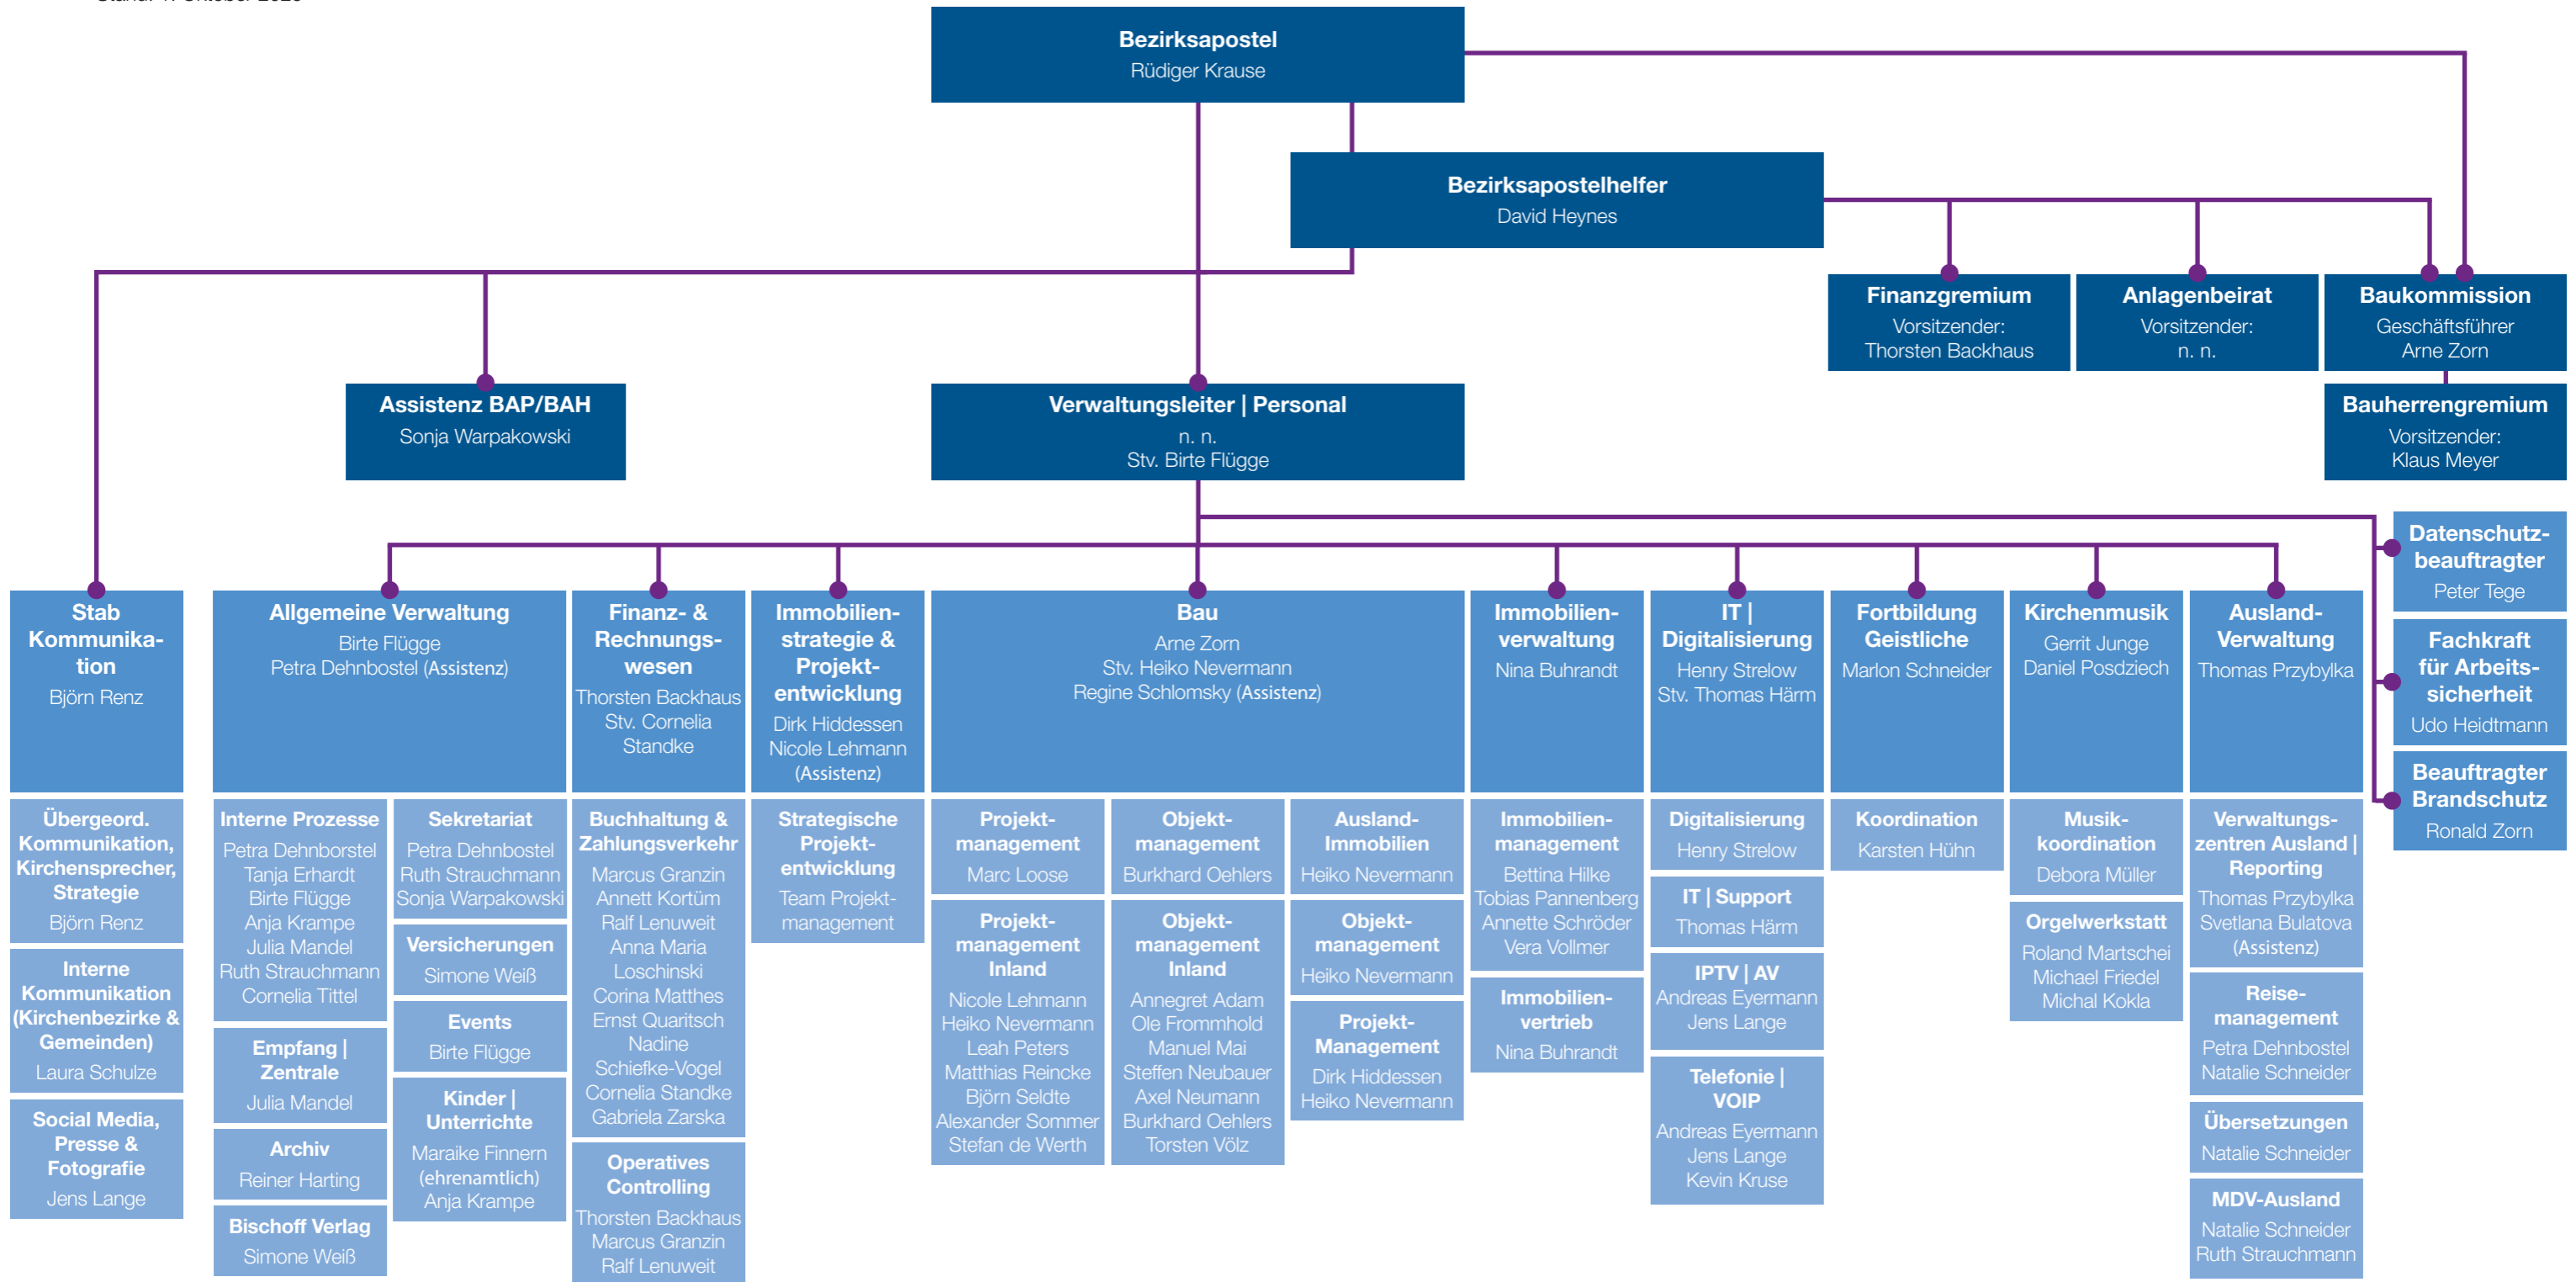 Bezirksapostel
Rüdiger Krause
Bezirksapostelhelfer
David Heynes
Finanzgremium
Vorsitzender:
Thorsten Backhaus
Anlagenbeirat
Vorsitzender:
n. n.
Baukommission
Geschäftsführer
Arne Zorn
Bauherrengremium
Vorsitzender:
Klaus Meyer
Assistenz BAP/BAH
Sonja Warpakowski
Verwaltungsleiter | Personal
n. n.
Stv. Birte Flügge
Datenschutz-
beauftragter
Peter Tege
Fachkraft
für Arbeits-
sicherheit
Udo Heidtmann
Beauftragter
Brandschutz
Ronald Zorn
Stab
Kommunika-
tion
Björn Renz
Übergeord.
Kommunikation,
Kirchensprecher,
Strategie
Björn Renz
Interne
Kommunikation
(Kirchenbezirke &
Gemeinden)
Laura Schulze
Social Media,
Presse &
Fotografie
Jens Lange
Allgemeine Verwaltung
Birte Flügge
Petra Dehnbostel (Assistenz)
Interne Prozesse
Petra Dehnborstel
Tanja Erhardt
Birte Flügge
Anja Krampe
Julia Mandel
Ruth Strauchmann
Cornelia Tittel
Empfang |
Zentrale
Julia Mandel
Archiv
Reiner Harting
Bischoff Verlag
Simone Weiß
Sekretariat
Petra Dehnbostel
Ruth Strauchmann
Sonja Warpakowski
Versicherungen
Simone Weiß
Events
Birte Flügge
Kinder |
Unterrichte
Maraike Finnern
(ehrenamtlich)
Anja Krampe
Finanz- &
Rechnungs-
wesen
Thorsten Backhaus
Stv. Cornelia
Standke
Buchhaltung &
Zahlungsverkehr
Marcus Granzin
Annett Kortüm
Ralf Lenuweit
Anna Maria
Loschinski
Corina Matthes
Ernst Quaritsch
Nadine
Schiefke-Vogel
Cornelia Standke
Gabriela Zarska
Operatives
Controlling
Thorsten Backhaus
Marcus Granzin
Ralf Lenuweit
Immobilien-
strategie &
Projekt-
entwicklung
Dirk Hiddessen
Nicole Lehmann
(Assistenz)
Strategische
Projekt-
entwicklung
Team Projekt-
management
Bau
Arne Zorn
Stv. Heiko Nevermann
Regine Schlomsky (Assistenz)
Projekt-
management
Marc Loose
Projekt-
management
Inland
Nicole Lehmann
Heiko Nevermann
Leah Peters
Matthias Reincke
Björn Seldte
Alexander Sommer
Stefan de Werth
Objekt-
management
Burkhard Oehlers
Objekt-
management
Inland
Annegret Adam
Ole Frommhold
Manuel Mai
Steffen Neubauer
Axel Neumann
Burkhard Oehlers
Torsten Völz
Ausland-
Immobilien
Heiko Nevermann
Objekt-
management
Heiko Nevermann
Projekt-
Management
Dirk Hiddessen
Heiko Nevermann
Immobilien-
verwaltung
Nina Buhrandt
Immobilien-
management
Bettina Hilke
Tobias Pannenberg
Annette Schröder
Vera Vollmer
Immobilien-
vertrieb
Nina Buhrandt
IT |
Digitalisierung
Henry Strelow
Stv. Thomas Härm
Digitalisierung
Henry Strelow
IT | Support
Thomas Härm
IPTV | AV
Andreas Eyermann
Jens Lange
Telefonie |
VOIP
Andreas Eyermann
Jens Lange
Kevin Kruse
Fortbildung
Geistliche
Marlon Schneider
Koordination
Karsten Hühn
Kirchenmusik
Gerrit Junge
Daniel Posdziech
Musik-
koordination
Debora Müller
Orgelwerkstatt
Roland Martschei
Michael Friedel
Michal Kokla
Ausland-
Verwaltung
Thomas Przybylka
Verwaltungs-
zentren Ausland |
Reporting
Thomas Przybylka
Svetlana Bulatova
(Assistenz)
Reise-
management
Petra Dehnbostel
Natalie Schneider
Übersetzungen
Natalie Schneider
MDV-Ausland
Natalie Schneider
Ruth Strauchmann